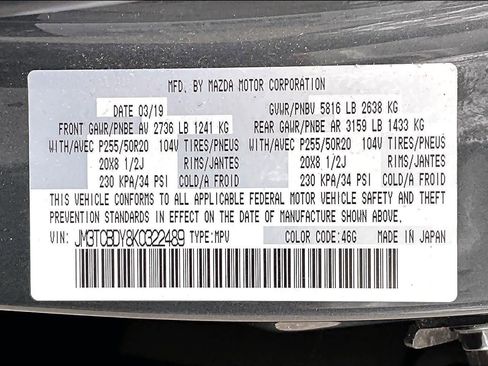 MFD. BY MAZDA MOTOR CORPORATION
DATE 03/19 GVWR/PNBV 5816 LB 2638 KG
FRONT GAWR/PNBE AV 2736 LB 1241 KG REAR GAWR/PNBE AR 3159 LB 1433 KG
WITH/AVEC P255/50R20 104V TIRES/PNEUS WITH/AVEC P255/50R20 104V TIRES/PNEUS
20X8 1/2J RIMS/JANTES 20X8 1/2J RIMS/JANTES
230 KPA/34 PSI COLD/A FROID 230 KPA/34 PSI COLD/A FROID
THIS VEHICLE CONFORMS TO ALL APPLICABLE FEDERAL MOTOR VEHICLE SAFETY AND THEFT
PREVENTION STANDARDS IN EFFECT ON THE DATE OF MANUFACTURE SHOWN ABOVE.
VIN: JM3TCBDY8K0322489 TYPE:MPV COLOR CODE:46G MADE IN JAPAN